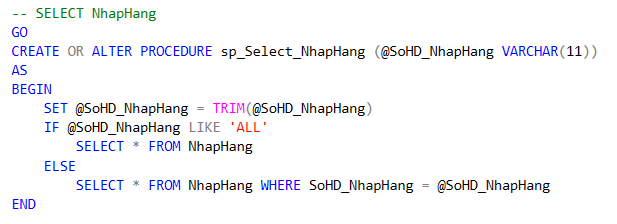 -- SELECT NhapHang
GO
CREATE OR ALTER PROCEDURE sp_Select_NhapHang (@SoHD_NhapHang VARCHAR(11))
AS
BEGIN
    SET @SoHD_NhapHang = TRIM(@SoHD_NhapHang)
    IF @SoHD_NhapHang LIKE 'ALL'
        SELECT * FROM NhapHang
    ELSE
        SELECT * FROM NhapHang WHERE SoHD_NhapHang = @SoHD_NhapHang
END